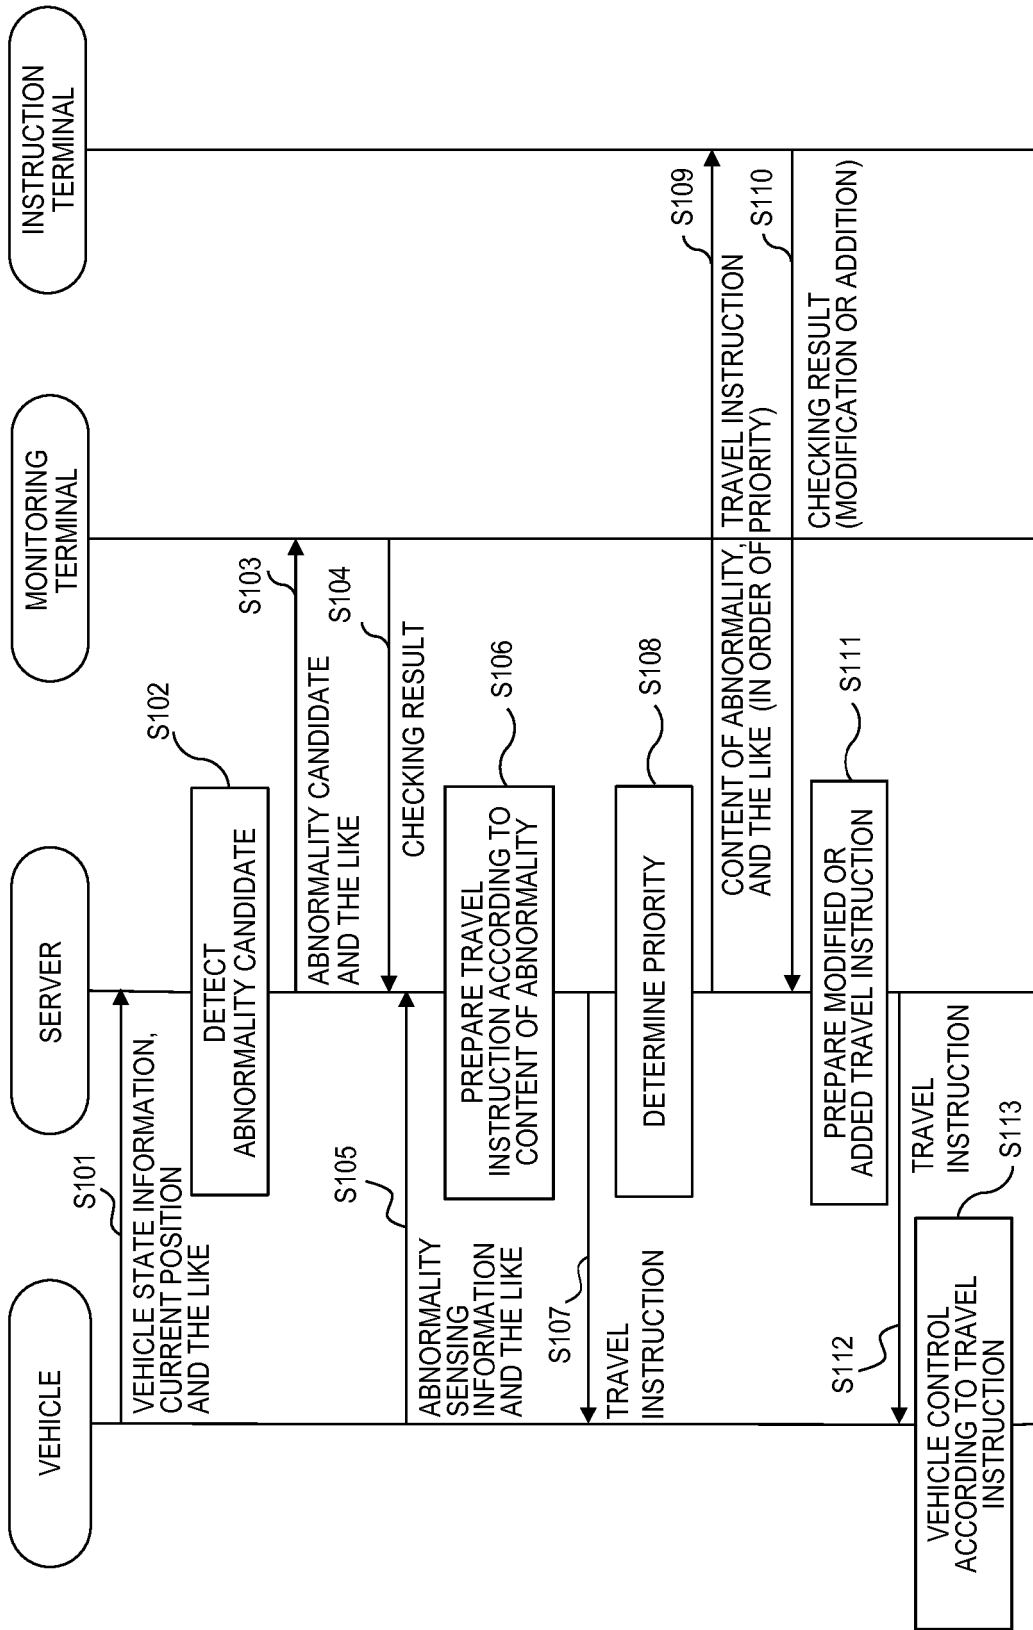 VEHICLE
SERVER
MONITORING
TERMINAL
INSTRUCTION
TERMINAL
S101
VEHICLE STATE INFORMATION,
CURRENT POSITION
AND THE LIKE
S102
DETECT
ABNORMALITY CANDIDATE
S103
ABNORMALITY CANDIDATE
AND THE LIKE
S104
CHECKING RESULT
S105
ABNORMALITY
SENSING
INFORMATION
AND THE LIKE
S106
PREPARE TRAVEL
INSTRUCTION ACCORDING TO
CONTENT OF ABNORMALITY
S107
TRAVEL
INSTRUCTION
S108
DETERMINE PRIORITY
S109
CONTENT OF ABNORMALITY, TRAVEL INSTRUCTION
AND THE LIKE (IN ORDER OF PRIORITY)
S110
CHECKING RESULT
(MODIFICATION OR ADDITION)
S111
PREPARE MODIFIED OR
ADDED TRAVEL INSTRUCTION
S112
TRAVEL
INSTRUCTION
S113
VEHICLE CONTROL
ACCORDING TO TRAVEL
INSTRUCTION